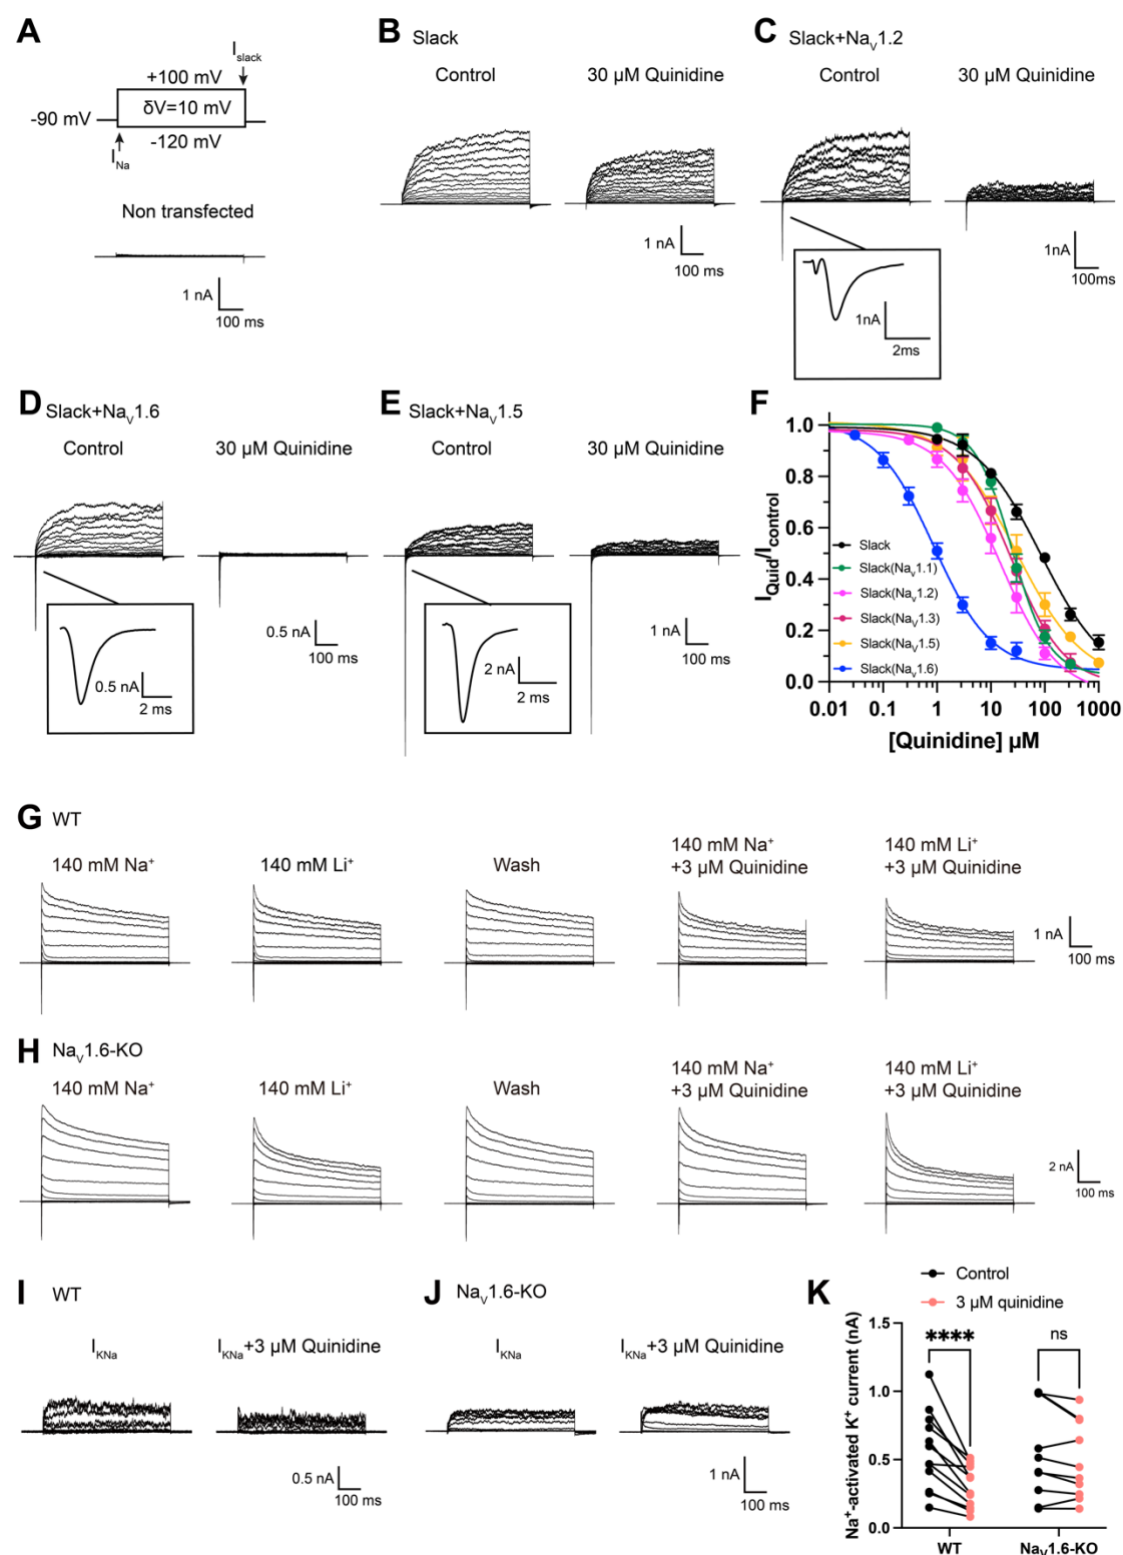 A
I_slack
+100 mV
-90 mV
δV=10 mV
-120 mV
I_Na
Non transfected
1 nA
100 ms
B Slack
Control
30 µM Quinidine
1 nA
100 ms
C Slack+Na_V1.2
Control
30 µM Quinidine
1nA
100ms
1nA
2ms
D Slack+Na_V1.6
Control
30 µM Quinidine
0.5 nA
2 ms
0.5 nA
100 ms
E Slack+Na_V1.5
Control
30 µM Quinidine
2 nA
2 ms
1 nA
100 ms
F
I_Quid/I_control
1.0
0.8
0.6
0.4
0.2
0.0
Slack
Slack(Na_V1.1)
Slack(Na_V1.2)
Slack(Na_V1.3)
Slack(Na_V1.5)
Slack(Na_V1.6)
0.01 0.1 1 10 100 1000
[Quinidine] µM
G WT
140 mM Na⁺
140 mM Li⁺
Wash
140 mM Na⁺
+3 µM Quinidine
140 mM Li⁺
+3 µM Quinidine
1 nA
100 ms
H Na_V1.6-KO
140 mM Na⁺
140 mM Li⁺
Wash
140 mM Na⁺
+3 µM Quinidine
140 mM Li⁺
+3 µM Quinidine
2 nA
100 ms
I WT
I_KNa
I_KNa+3 µM Quinidine
0.5 nA
100 ms
J Na_V1.6-KO
I_KNa
I_KNa+3 µM Quinidine
1 nA
100 ms
K
Control
3 µM quinidine
Na⁺-activated K⁺ current (nA)
1.5
1.0
0.5
0.0
****
ns
WT
Na_V1.6-KO